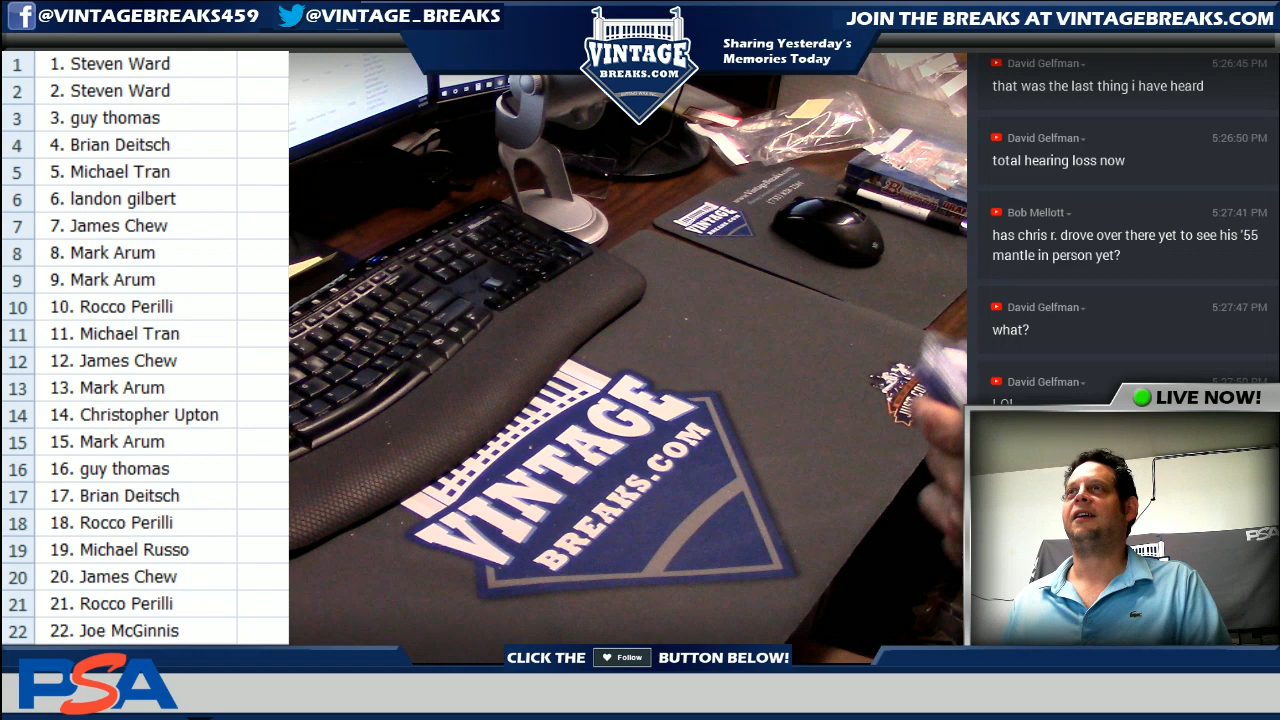 @VINTAGEBREAKS459
@VINTAGE_BREAKS
VINTAGE
BREAKS.COM
Sharing Yesterday's
Memories Today
JOIN THE BREAKS AT VINTAGEBREAKS.COM
1 1. Steven Ward
2 2. Steven Ward
3 3. guy thomas
4 4. Brian Deitsch
5 5. Michael Tran
6 6. landon gilbert
7 7. James Chew
8 8. Mark Arum
9 9. Mark Arum
10 10. Rocco Perilli
11 11. Michael Tran
12 12. James Chew
13 13. Mark Arum
14 14. Christopher Upton
15 15. Mark Arum
16 16. guy thomas
17 17. Brian Deitsch
18 18. Rocco Perilli
19 19. Michael Russo
20 20. James Chew
21 21. Rocco Perilli
22 22. Joe McGinnis
VINTAGE
VINTAGE
BREAKS.COM
David Gelfman 5:26:45 PM
that was the last thing i have heard
David Gelfman 5:26:50 PM
total hearing loss now
Bob Mellott 5:27:41 PM
has chris r. drove over there yet to see his '55
mantle in person yet?
David Gelfman 5:27:47 PM
what?
David Gelfman
LIVE NOW!
PSA
CLICK THE Follow BUTTON BELOW!
PSA